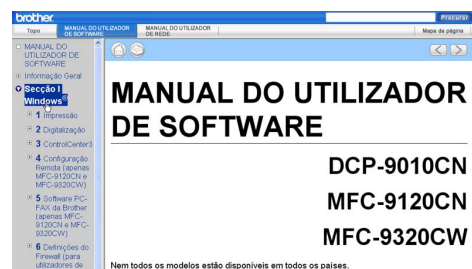 brother
Procurar
Topo
MANUAL DO UTILIZADOR
DE SOFTWARE
MANUAL DO UTILIZADOR
DE REDE
Mapa da página
MANUAL DO
UTILIZADOR DE
SOFTWARE
Informação Geral
Secção I
Windows®
1 Impressão
2 Digitalização
3 ControlCenter3
4 Configuração
Remota (apenas
MFC-9120CN e
MFC-9320CW)
5 Software PC-
FAX da Brother
(apenas MFC-
9120CN e MFC-
9320CW)
6 Definições do
Firewall (para
utilizadores de
MANUAL DO UTILIZADOR
DE SOFTWARE
DCP-9010CN
MFC-9120CN
MFC-9320CW
Nem todos os modelos estão disponíveis em todos os países.